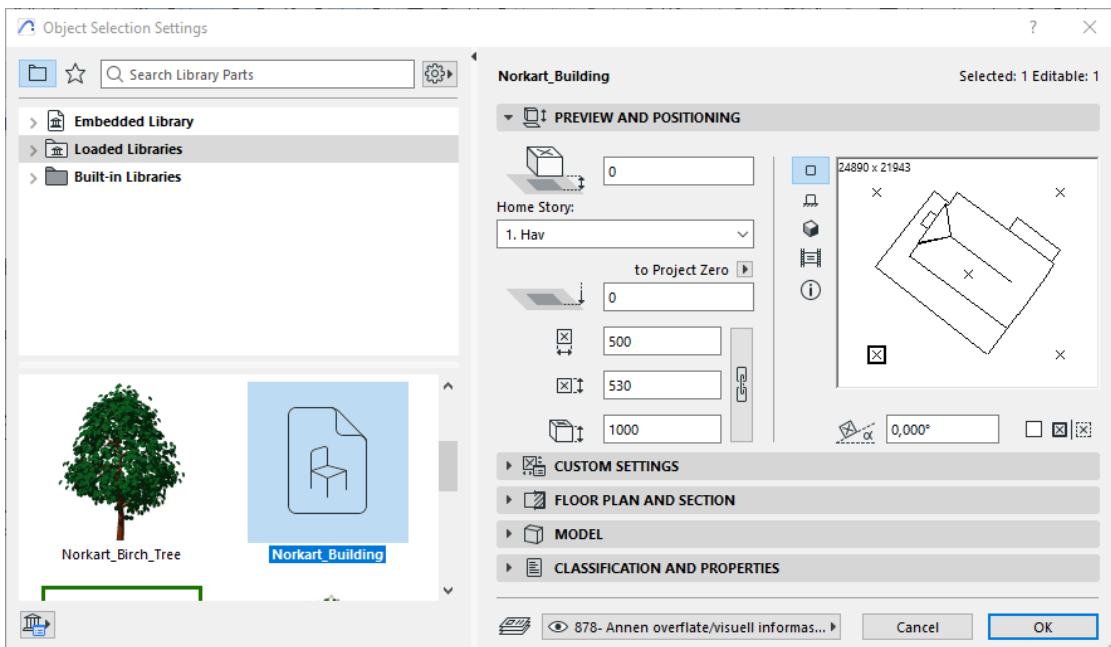 Object Selection Settings
Search Library Parts
Embedded Library
Loaded Libraries
Built-in Libraries
Norkart_Birch_Tree
Norkart_Building
Norkart_Building
Selected: 1 Editable: 1
PREVIEW AND POSITIONING
0
Home Story:
1. Hav
to Project Zero
0
500
530
1000
24890 x 21943
α
0,000°
CUSTOM SETTINGS
FLOOR PLAN AND SECTION
MODEL
CLASSIFICATION AND PROPERTIES
878- Annen overflate/visuell informas...
Cancel
OK